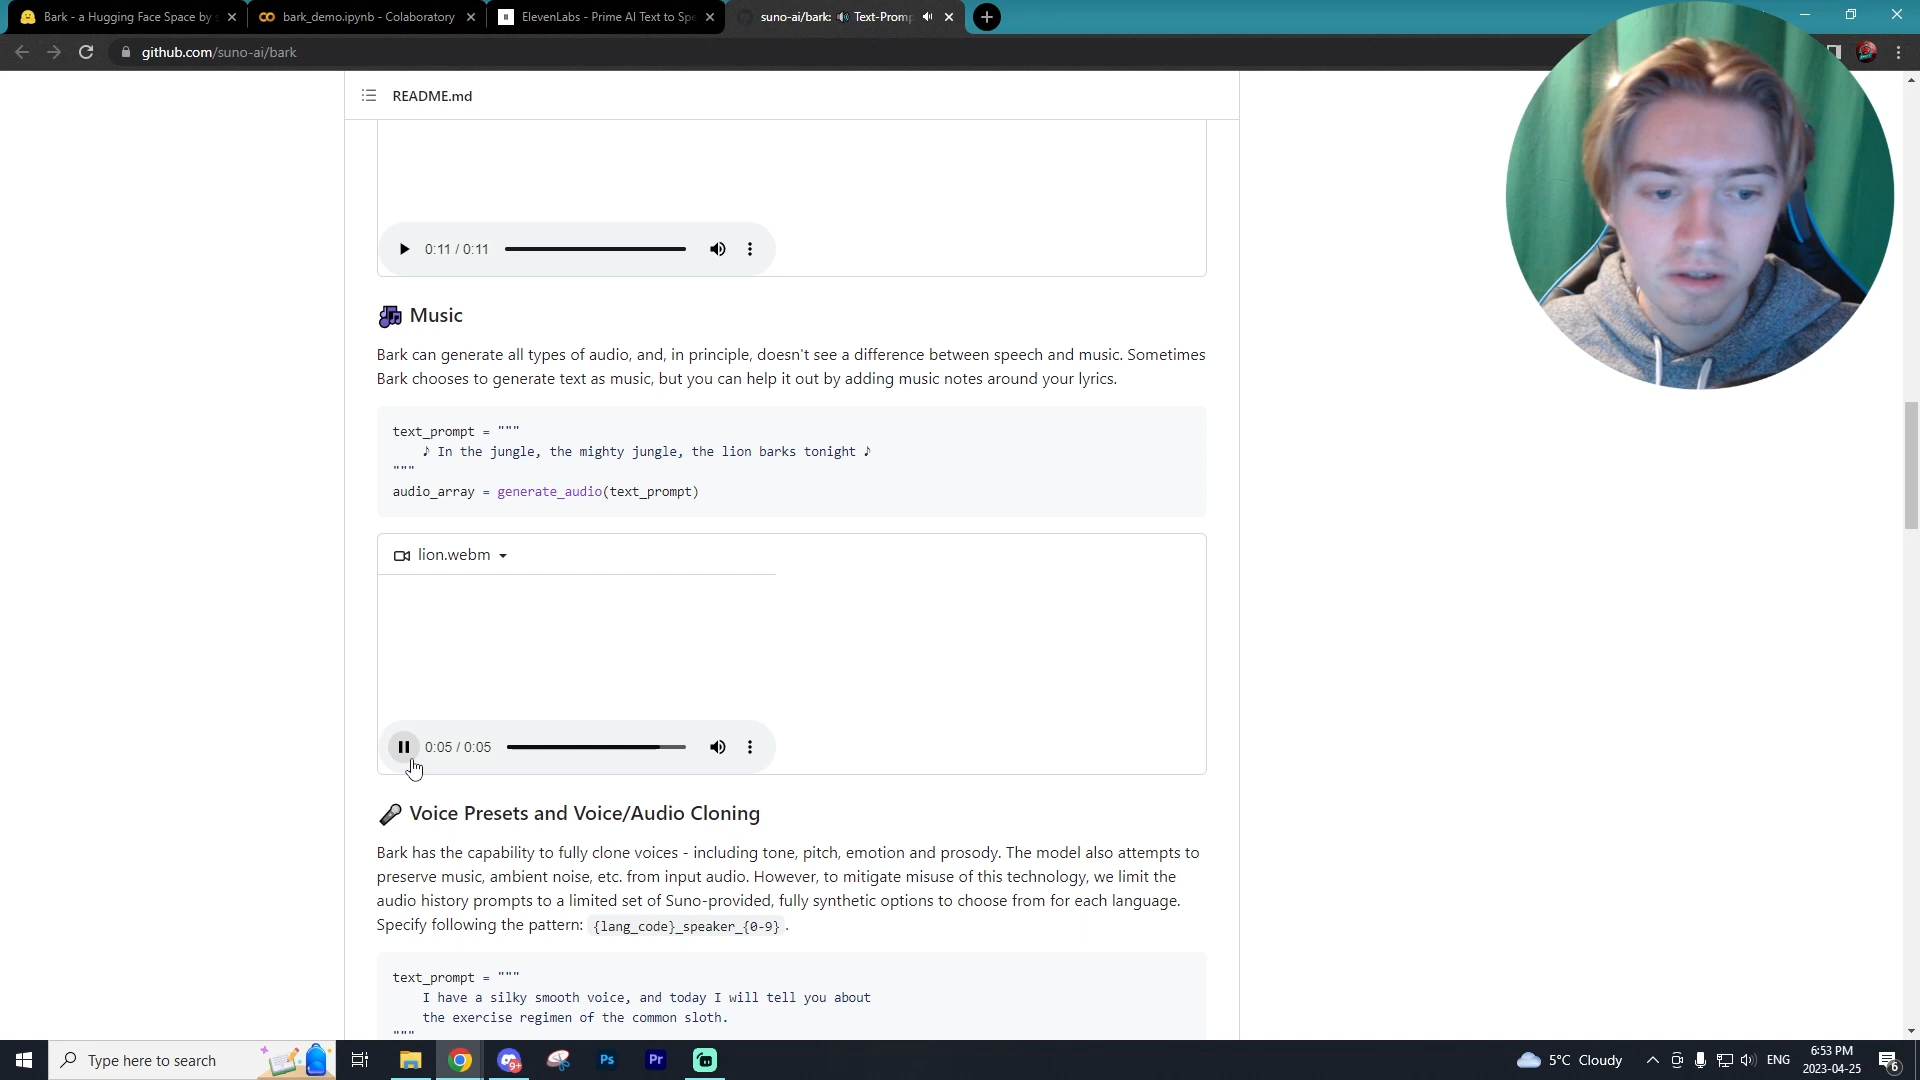 Bark - a Hugging Face Space by s
bark_demo.ipynb - Colaboratory
ElevenLabs - Prime AI Text to Spe
suno-ai/bark: 🔊 Text-Promp
github.com/suno-ai/bark
README.md
0:11 / 0:11
🎶 Music
Bark can generate all types of audio, and, in principle, doesn't see a difference between speech and music. Sometimes
Bark chooses to generate text as music, but you can help it out by adding music notes around your lyrics.
text_prompt = """
♪ In the jungle, the mighty jungle, the lion barks tonight ♪
"""
audio_array = generate_audio(text_prompt)
lion.webm
0:05 / 0:05
🎤 Voice Presets and Voice/Audio Cloning
Bark has the capability to fully clone voices - including tone, pitch, emotion and prosody. The model also attempts to
preserve music, ambient noise, etc. from input audio. However, to mitigate misuse of this technology, we limit the
audio history prompts to a limited set of Suno-provided, fully synthetic options to choose from for each language.
Specify following the pattern: {lang_code}_speaker_{0-9} .
text_prompt = """
I have a silky smooth voice, and today I will tell you about
the exercise regimen of the common sloth.
"""
Type here to search
9+
Ps
Pr
5°C Cloudy
ENG
6:53 PM
2023-04-25
6